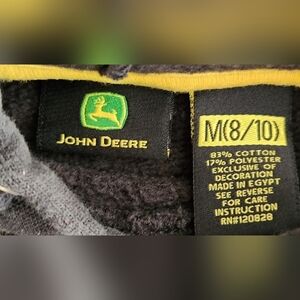 JOHN DEERE
M(8/10)
83% COTTON
17% POLYESTER
EXCLUSIVE OF
DECORATION
MADE IN EGYPT
SEE REVERSE
FOR CARE
INSTRUCTION
RN#120828